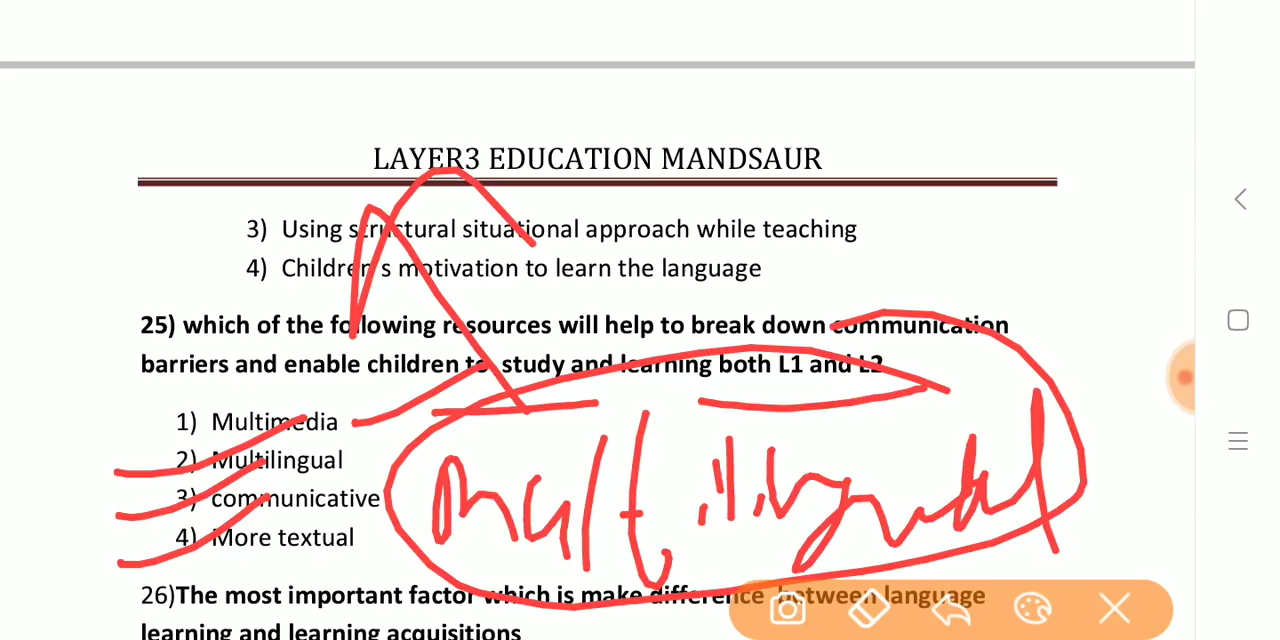 LAYER3 EDUCATION MANDSAUR
3) Using structural situational approach while teaching
4) Children's motivation to learn the language
25) which of the following resources will help to break down communication
barriers and enable children to study and learning both L1 and L2
1) Multimedia
2) Multilingual
3) communicative
4) More textual
multilingual
26)The most important factor which is make difference between language
learning and learning acquisitions